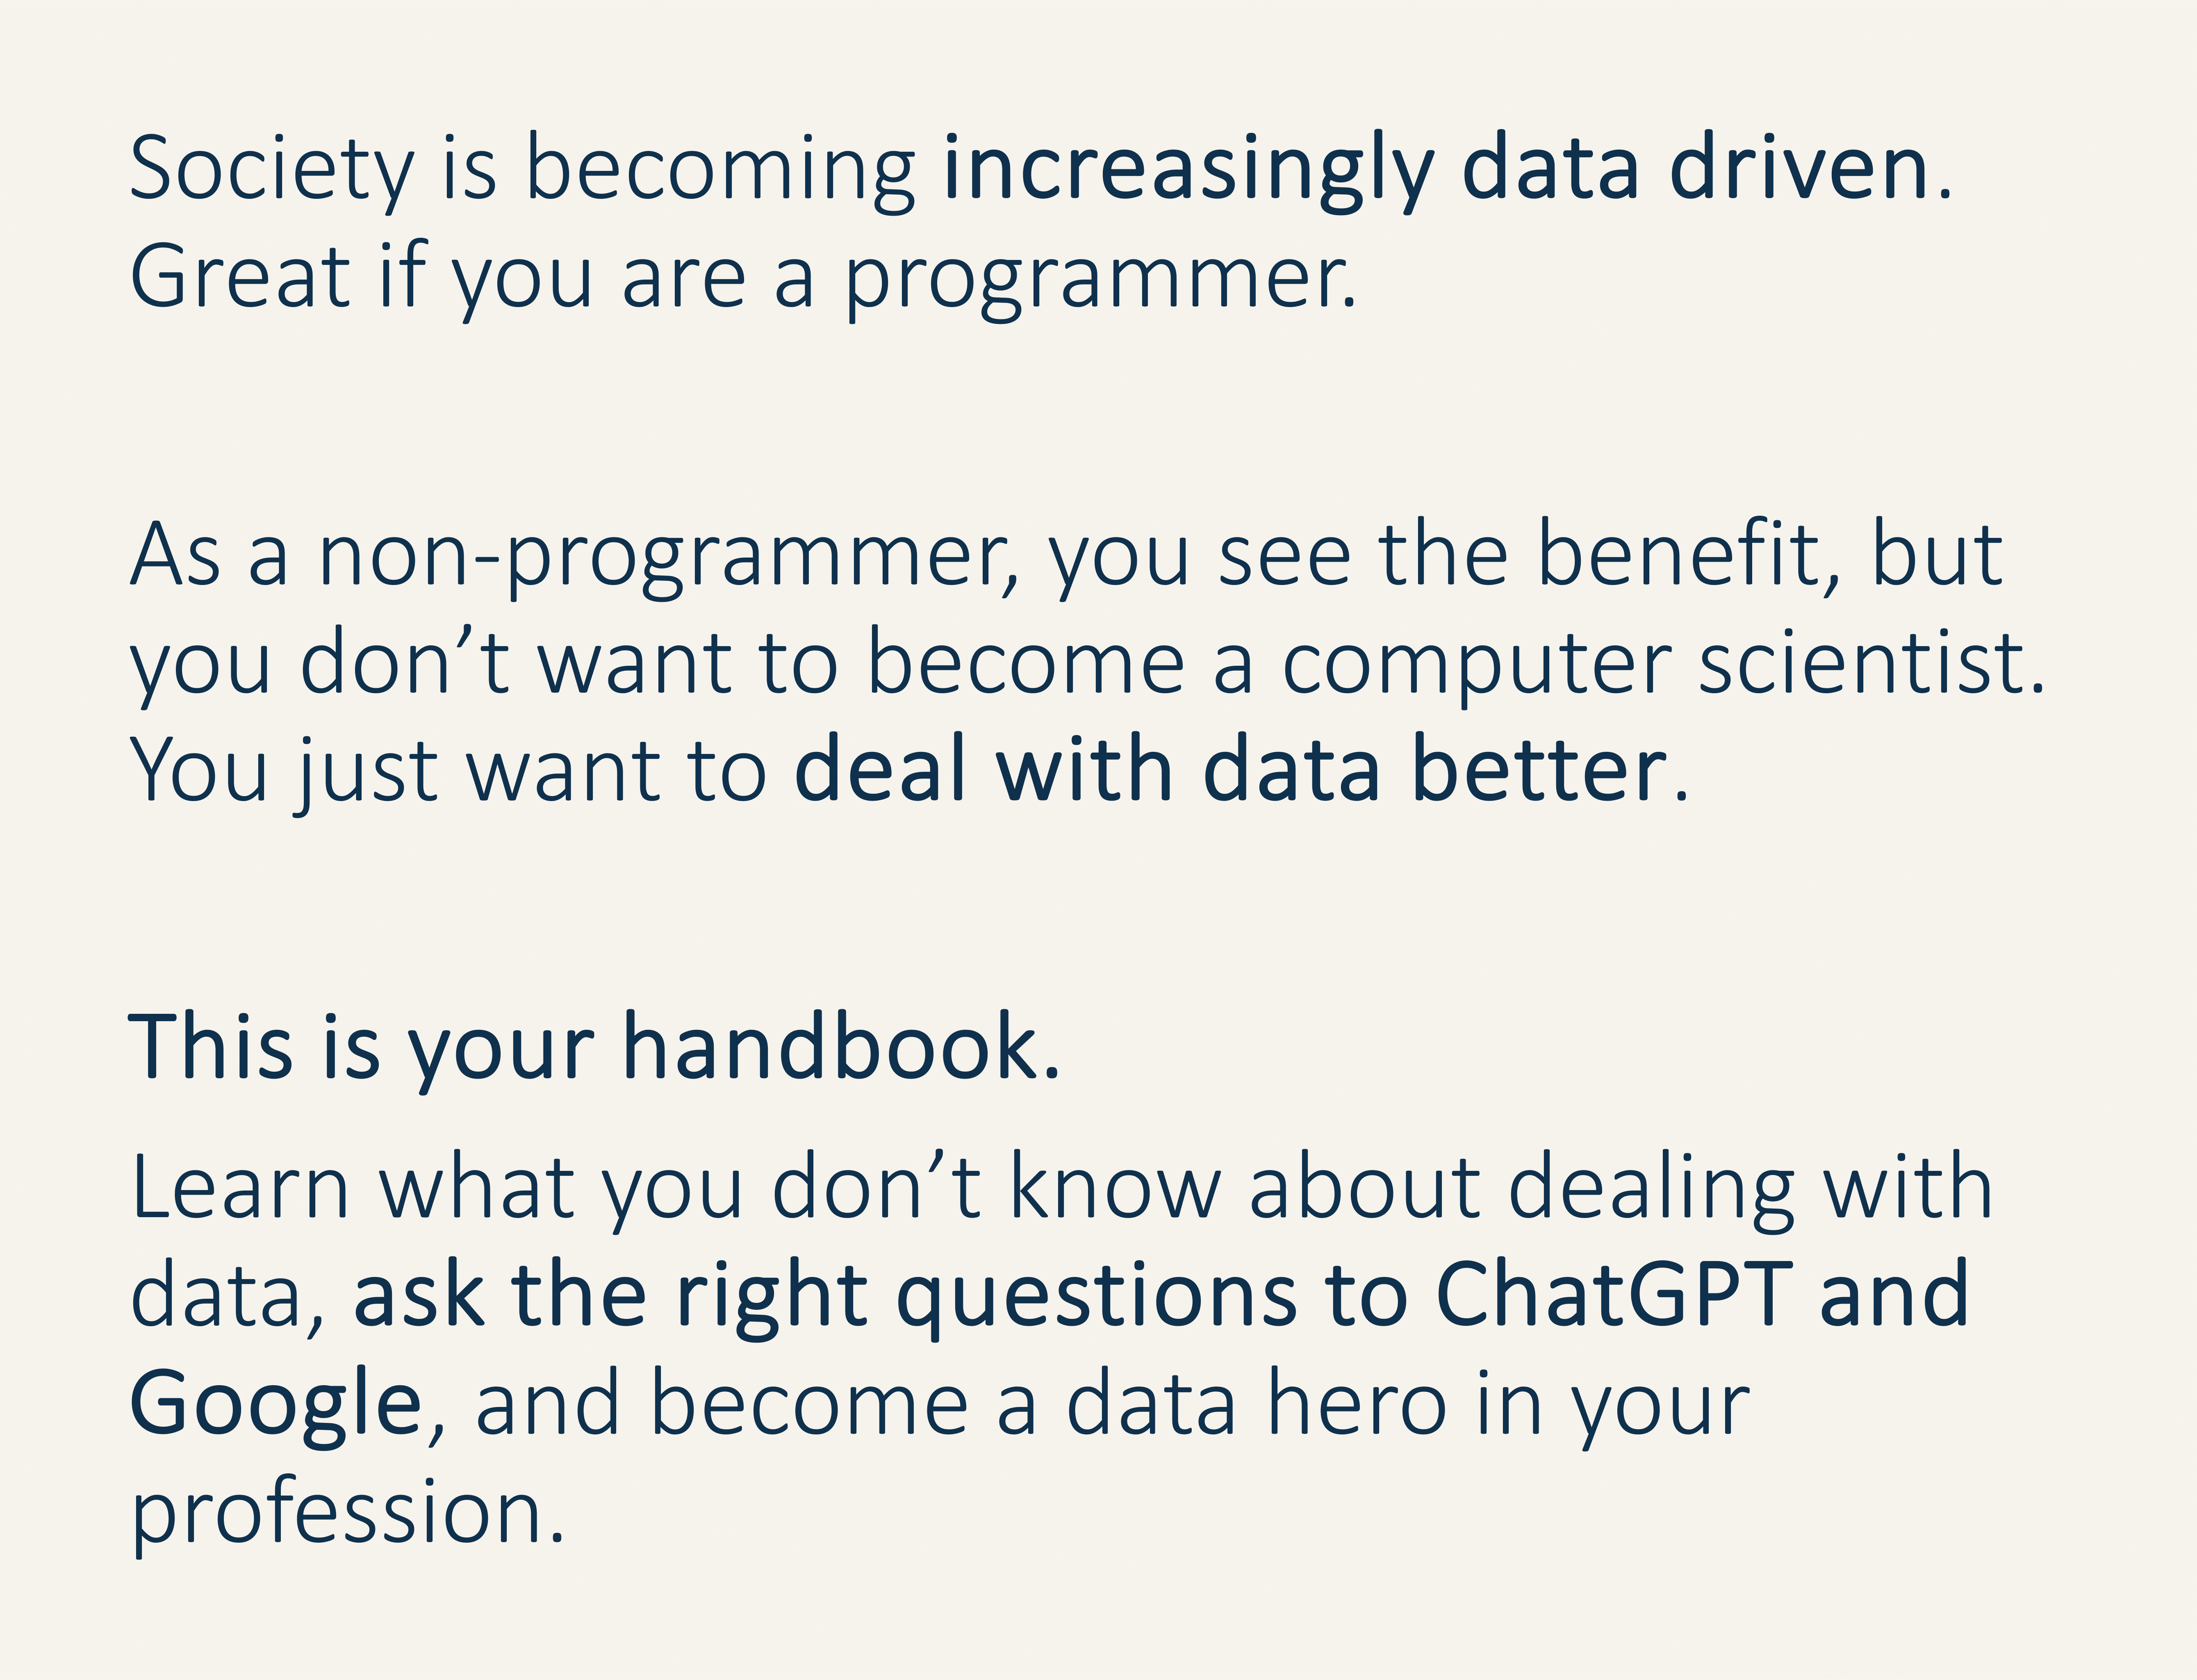 Society is becoming increasingly data driven.
Great if you are a programmer.
As a non-programmer, you see the benefit, but
you don’t want to become a computer scientist.
You just want to deal with data better.
This is your handbook.
Learn what you don’t know about dealing with
data, ask the right questions to ChatGPT and
Google, and become a data hero in your
profession.